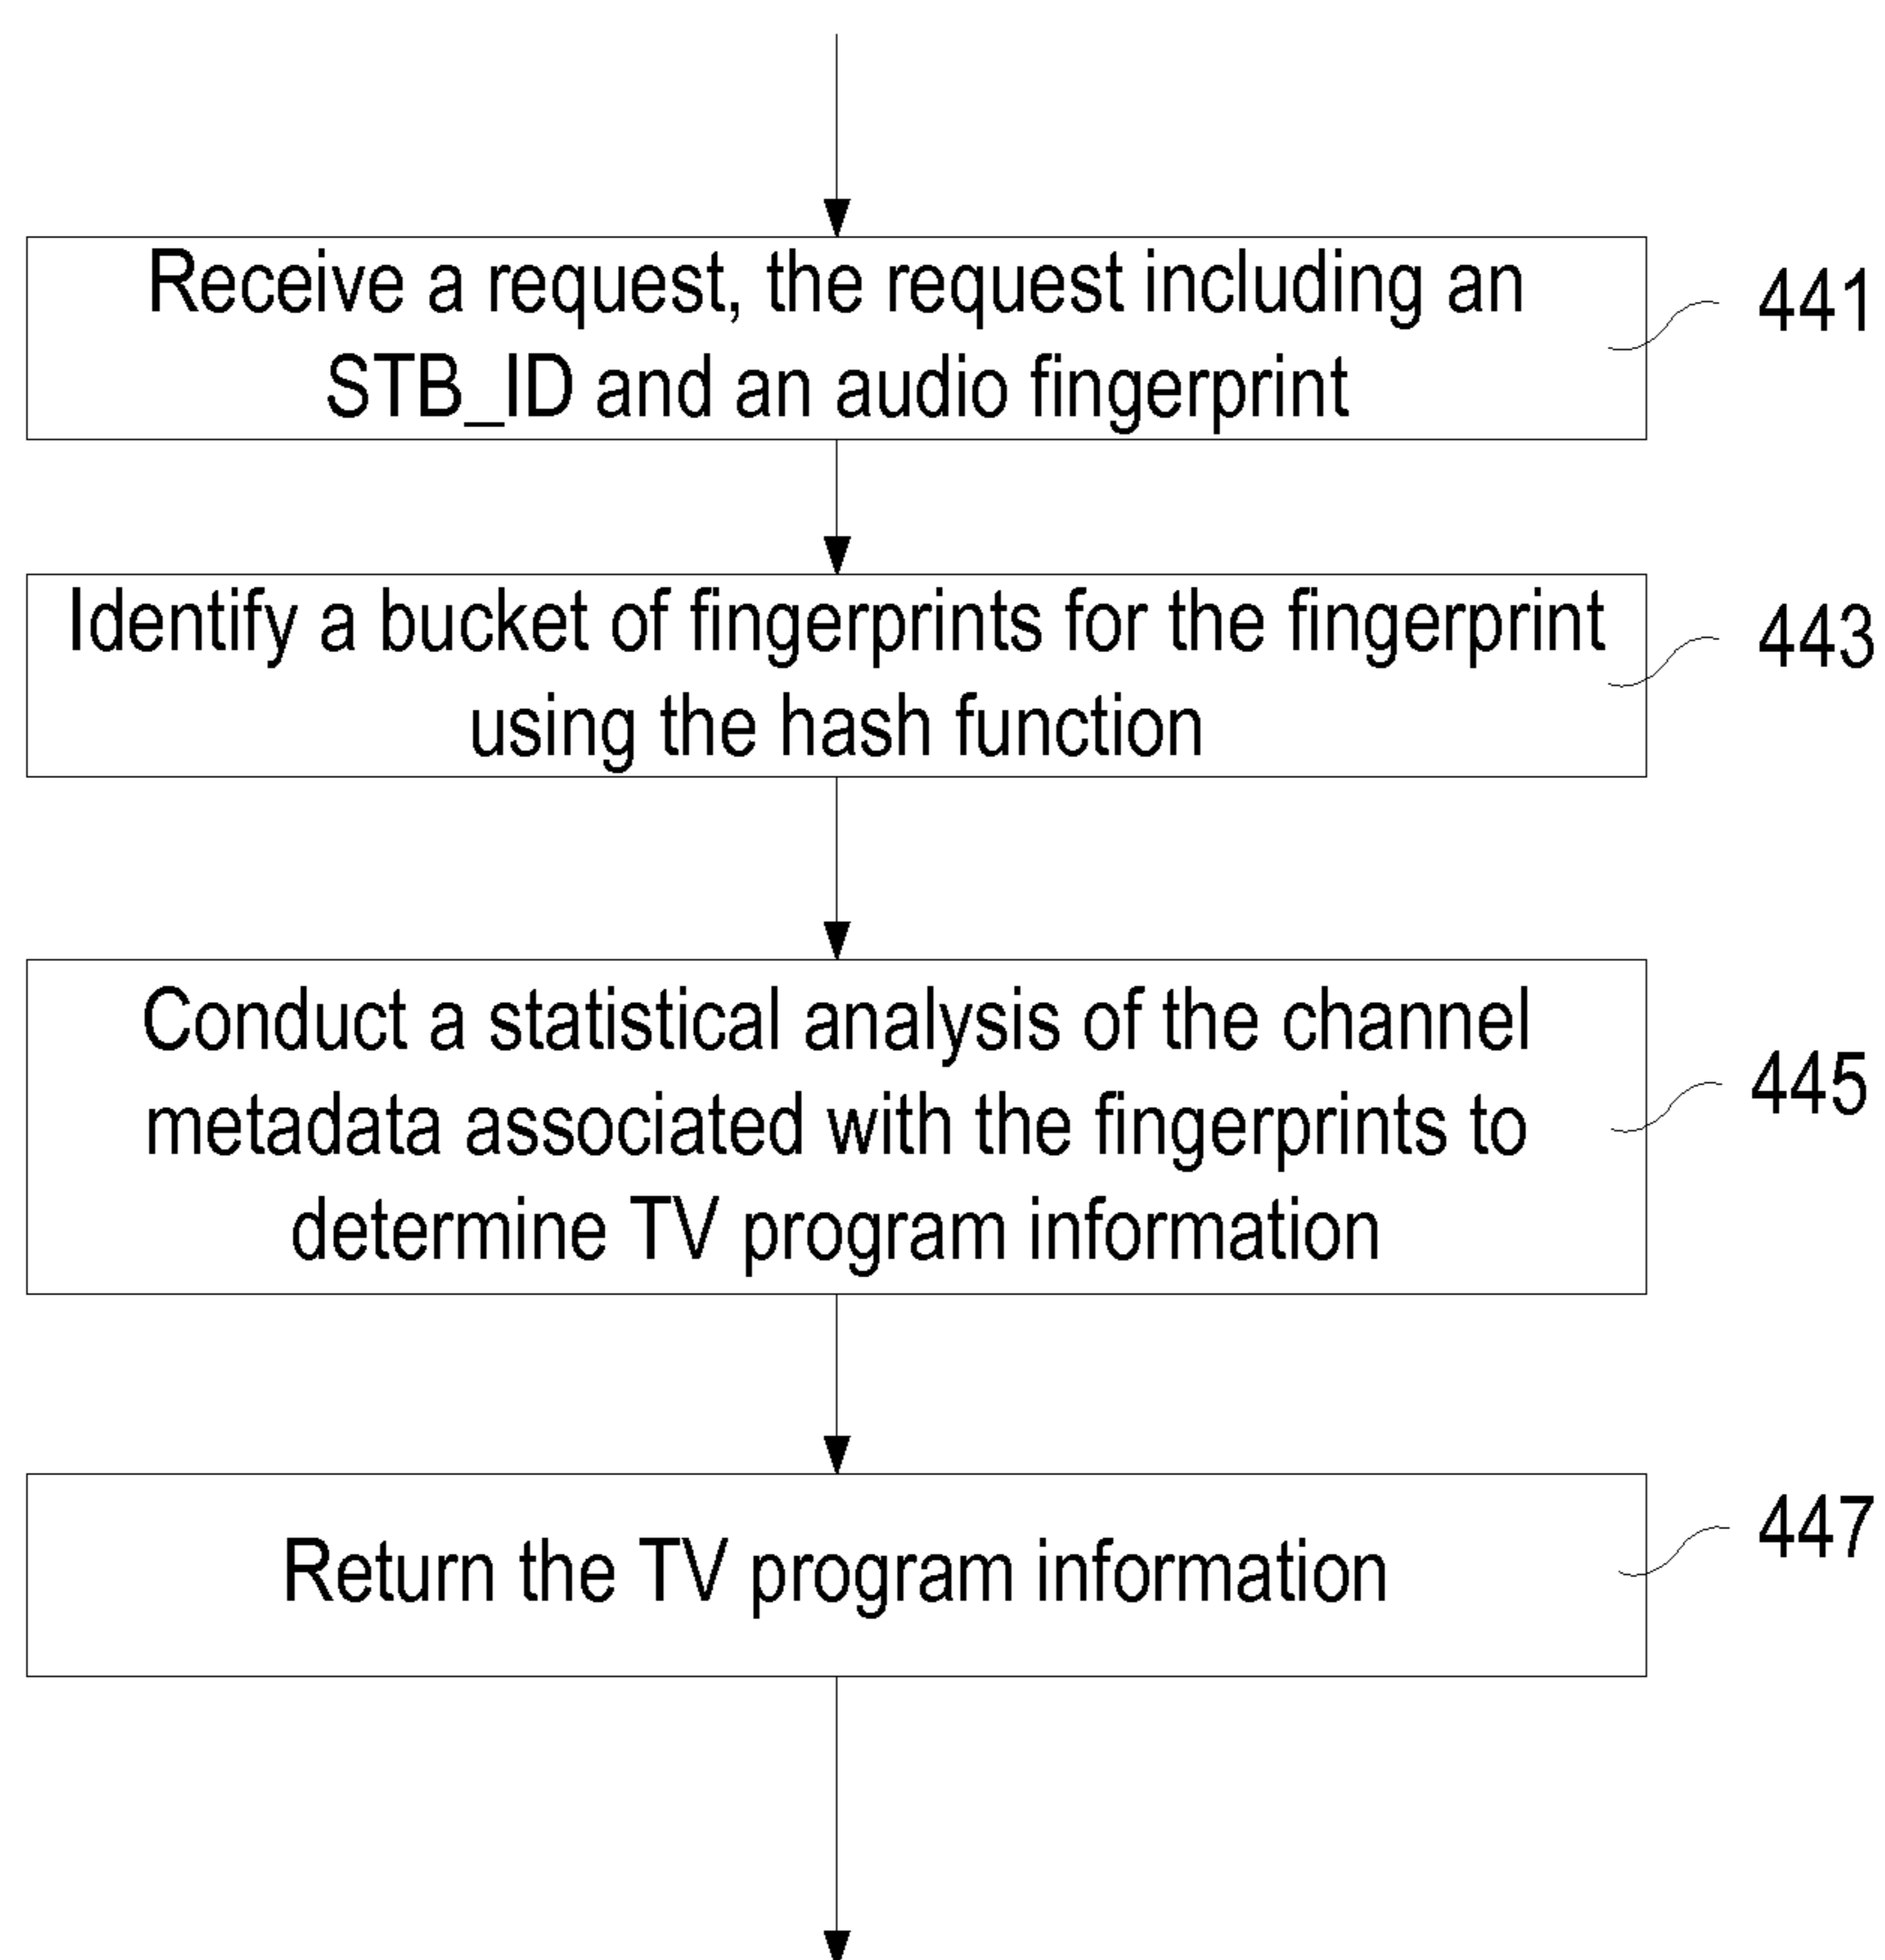 Receive a request, the request including an
STB_ID and an audio fingerprint
441
Identify a bucket of fingerprints for the fingerprint
using the hash function
443
Conduct a statistical analysis of the channel
metadata associated with the fingerprints to
determine TV program information
445
Return the TV program information
447